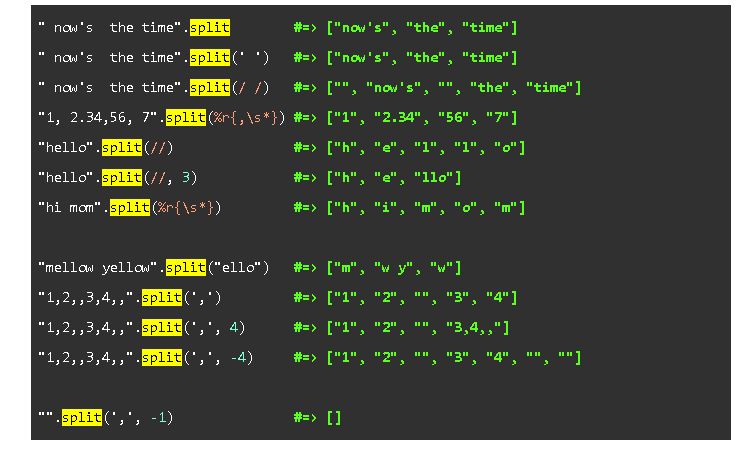 " now's  the time".split        #=> ["now's", "the", "time"]
" now's  the time".split(' ')   #=> ["now's", "the", "time"]
" now's  the time".split(/ /)   #=> ["", "now's", "", "the", "time"]
"1, 2.34,56, 7".split(%r{,\s*}) #=> ["1", "2.34", "56", "7"]
"hello".split(//)               #=> ["h", "e", "l", "l", "o"]
"hello".split(//, 3)            #=> ["h", "e", "llo"]
"hi mom".split(%r{\s*})         #=> ["h", "i", "m", "o", "m"]
"mellow yellow".split("ello")   #=> ["m", "w y", "w"]
"1,2,,3,4,,".split(',')         #=> ["1", "2", "", "3", "4"]
"1,2,,3,4,,".split(',', 4)      #=> ["1", "2", "", "3,4,,"]
"1,2,,3,4,,".split(',', -4)     #=> ["1", "2", "", "3", "4", "", ""]
"".split(',', -1)               #=> []